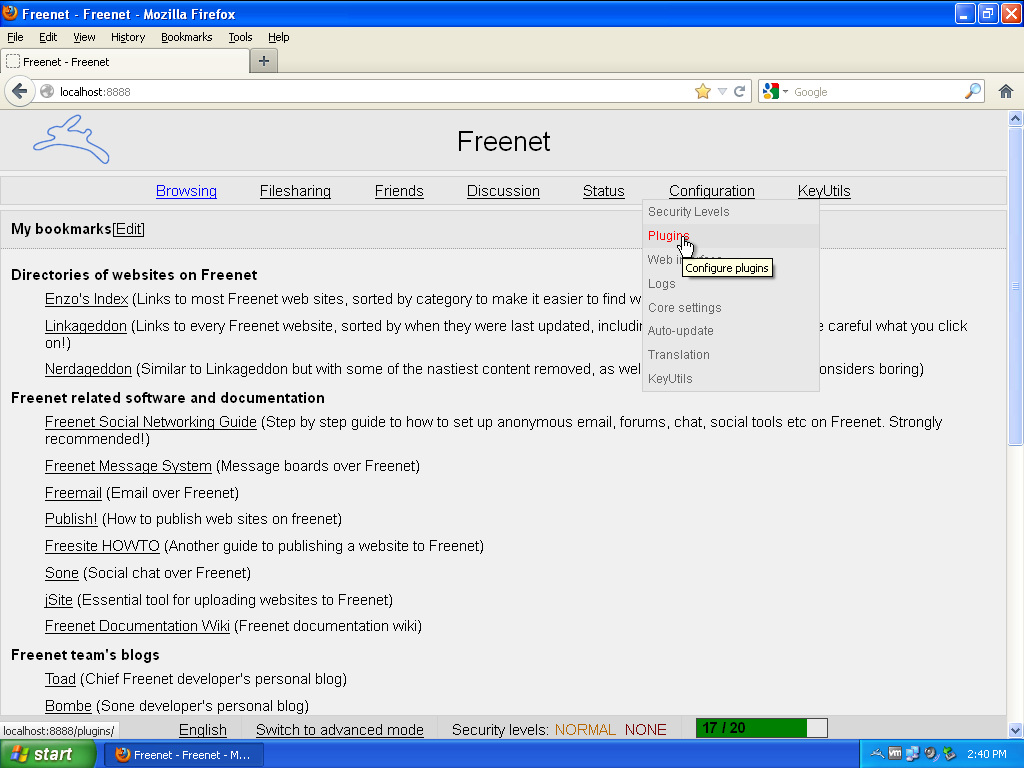 Freenet - Freenet - Mozilla Firefox
File Edit View History Bookmarks Tools Help
Freenet - Freenet
localhost:8888
Google
Freenet
Browsing Filesharing Friends Discussion Status Configuration KeyUtils
Security Levels
Plugins
Configure plugins
Logs
Core settings
Auto-update
Translation
KeyUtils
My bookmarks[Edit]
Directories of websites on Freenet
Enzo's Index (Links to most Freenet web sites, sorted by category to make it easier to find w
Linkageddon (Links to every Freenet website, sorted by when they were last updated, includin careful what you click
on!)
Nerdageddon (Similar to Linkageddon but with some of the nastiest content removed, as wel onsiders boring)
Freenet related software and documentation
Freenet Social Networking Guide (Step by step guide to how to set up anonymous email, forums, chat, social tools etc on Freenet. Strongly
recommended!)
Freenet Message System (Message boards over Freenet)
Freemail (Email over Freenet)
Publish! (How to publish web sites on freenet)
Freesite HOWTO (Another guide to publishing a website to Freenet)
Sone (Social chat over Freenet)
jSite (Essential tool for uploading websites to Freenet)
Freenet Documentation Wiki (Freenet documentation wiki)
Freenet team's blogs
Toad (Chief Freenet developer's personal blog)
Bombe (Sone developer's personal blog)
localhost:8888/plugins/
English Switch to advanced mode Security levels: NORMAL NONE 17 / 20
start Freenet - Freenet - M... 2:40 PM